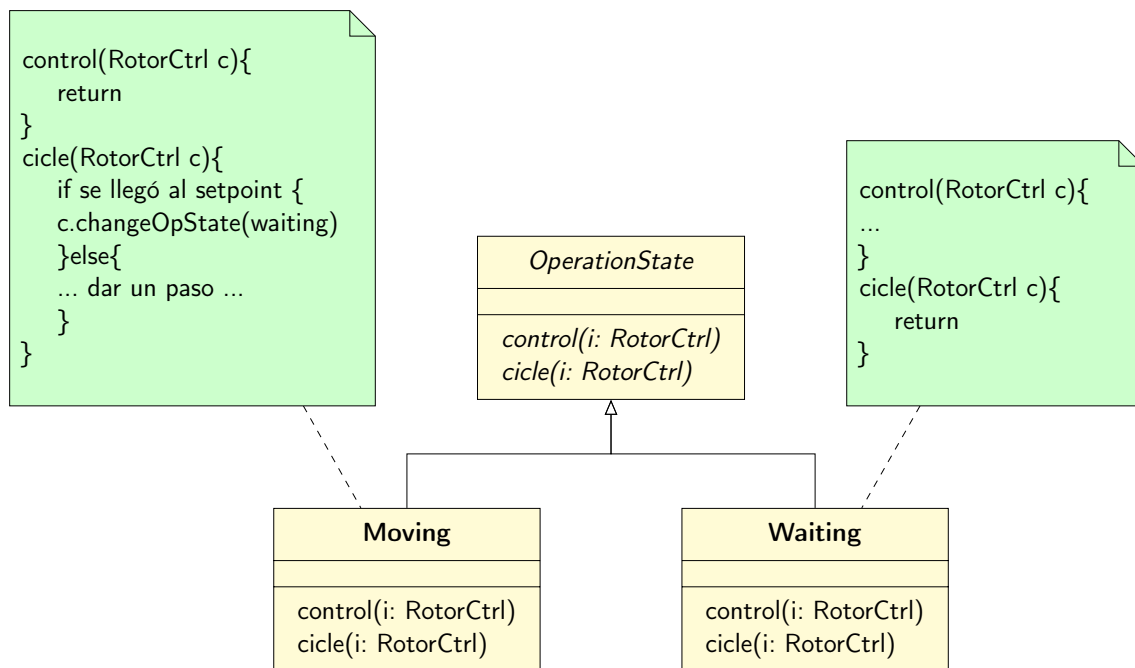 control(RotorCtrl c){
return
}
cicle(RotorCtrl c){
if se llegó al setpoint {
c.changeOpState(waiting)
}else{
... dar un paso ...
}
}
control(RotorCtrl c){
...
}
cicle(RotorCtrl c){
return
}
OperationState
control(i: RotorCtrl)
cicle(i: RotorCtrl)
Moving
control(i: RotorCtrl)
cicle(i: RotorCtrl)
Waiting
control(i: RotorCtrl)
cicle(i: RotorCtrl)